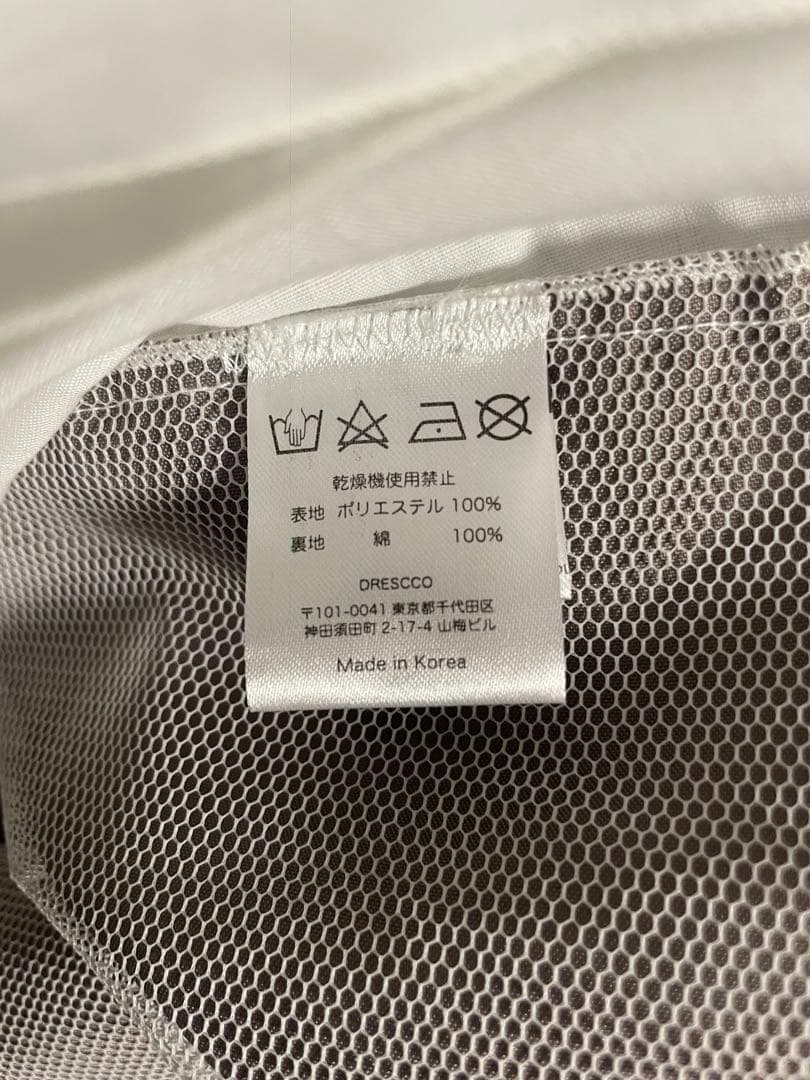 乾燥機使用禁止
表地 ポリエステル 100%
裏地 綿 100%
DRESCCO
〒101-0041 東京都千代田区
神田須田町 2-17-4 山梅ビル
Made in Korea